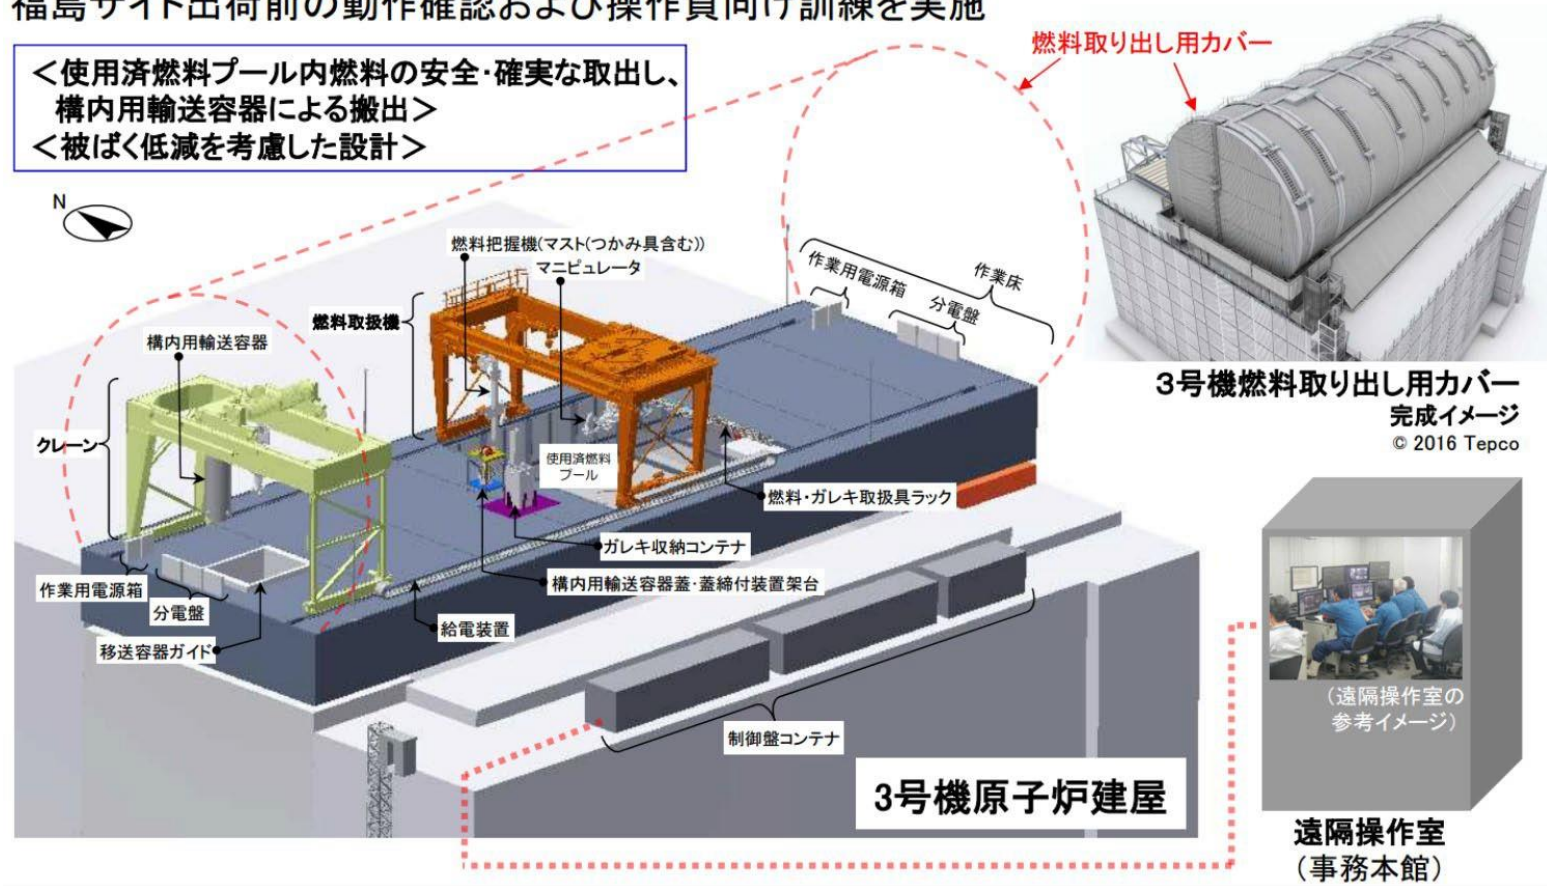 福島サイト出荷前の動作確認および操作員向け訓練を実施
＜使用済燃料プール内燃料の安全・確実な取出し、
構内用輸送容器による搬出＞
＜被ばく低減を考慮した設計＞
燃料取り出し用カバー
N
燃料把握機(マスト(つかみ具含む))
マニピュレータ
作業床
作業用電源箱
分電盤
燃料取扱機
構内用輸送容器
クレーン
3号機燃料取り出し用カバー
完成イメージ
© 2016 Tepco
使用済燃料
プール
燃料・ガレキ取扱具ラック
ガレキ収納コンテナ
構内用輸送容器蓋・蓋締付装置架台
作業用電源箱
分電盤
給電装置
移送容器ガイド
制御盤コンテナ
(遠隔操作室の
参考イメージ)
3号機原子炉建屋
遠隔操作室
(事務本館)